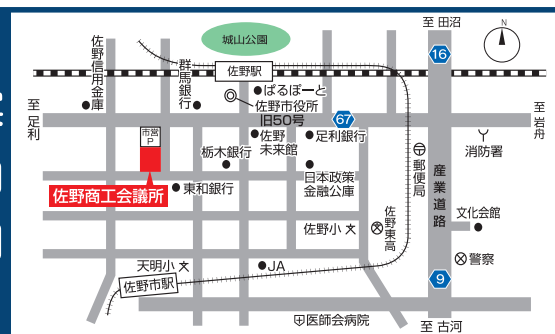 至 田沼
城山公園
N
16
佐野信用金庫
群馬銀行
佐野駅
ぱるぽーと
佐野市役所
至 足利
旧50号
67
至 岩舟
市営
P
佐野
未来館
足利銀行
消防署
栃木銀行
日本政策
金融公庫
郵便局
産業道路
佐野商工会議所
東和銀行
佐野小
佐野東高
文化会館
天明小
JA
警察
佐野市駅
9
医師会病院
至 古河